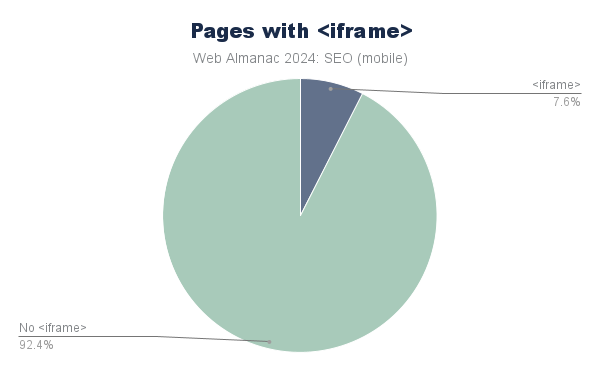 Pages with <iframe>
Web Almanac 2024: SEO (mobile)
<iframe>
7.6%
No <iframe>
92.4%